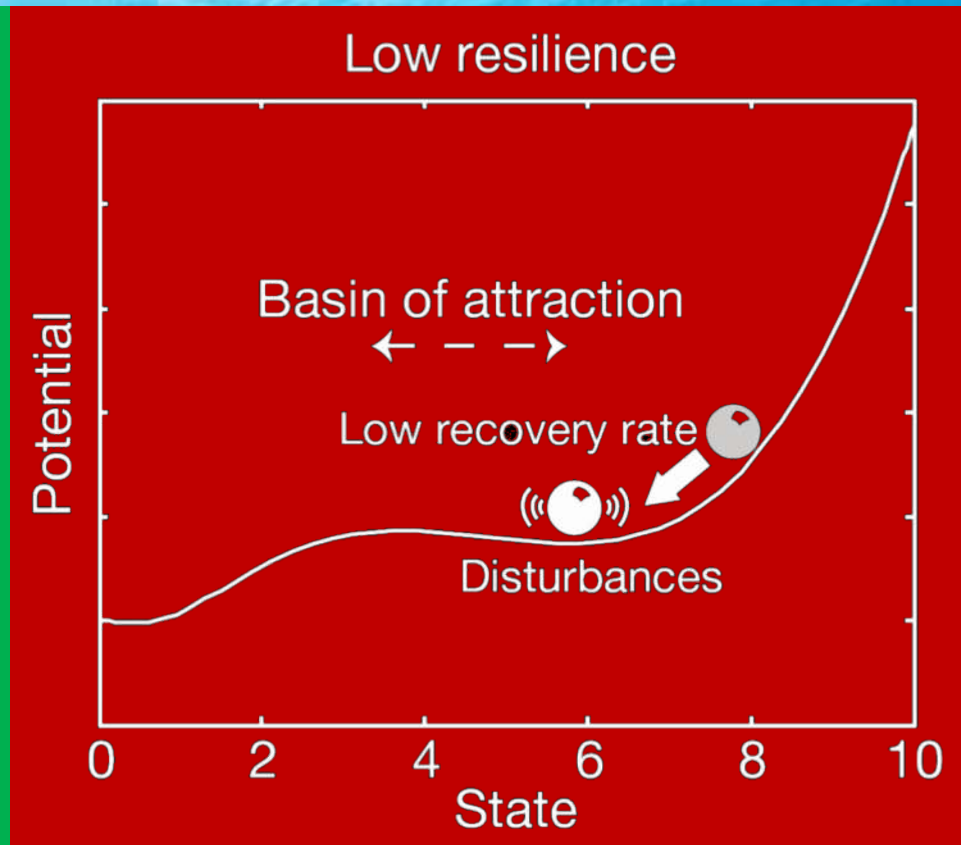 Low resilience
Basin of attraction
Low recovery rate
Disturbances
Potential
0 2 4 6 8 10
State